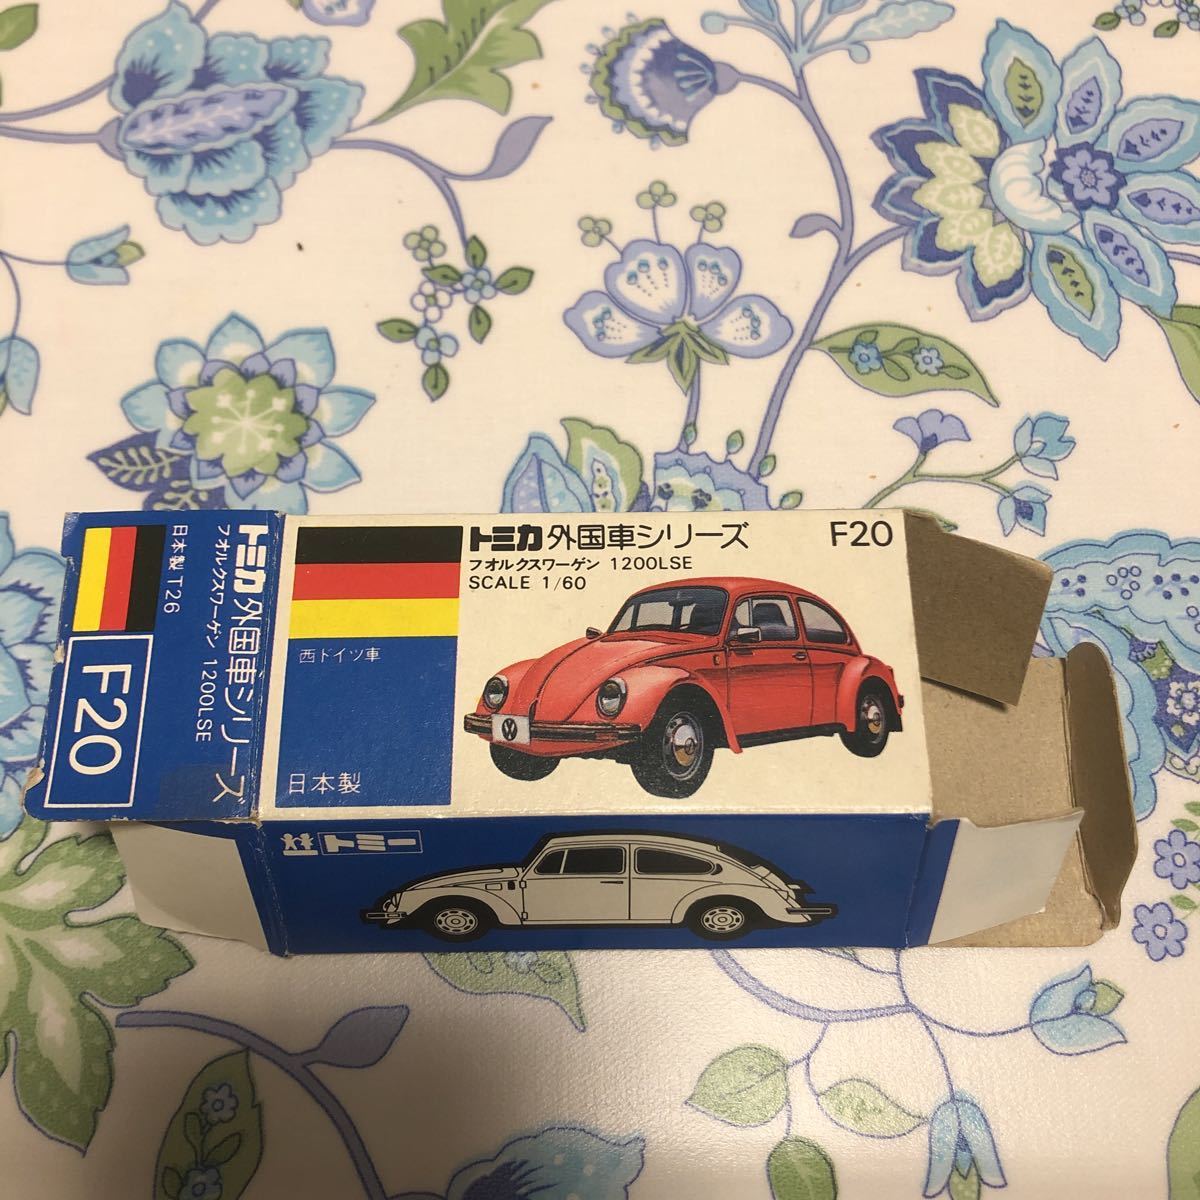 トミカ 外国車シリーズ F20
フォルクスワーゲン 1200LSE
SCALE 1/60
西ドイツ車
日本製
トミー
トミカ 外国車シリーズ
フォルクスワーゲン 1200LSE
日本製 T26
F20